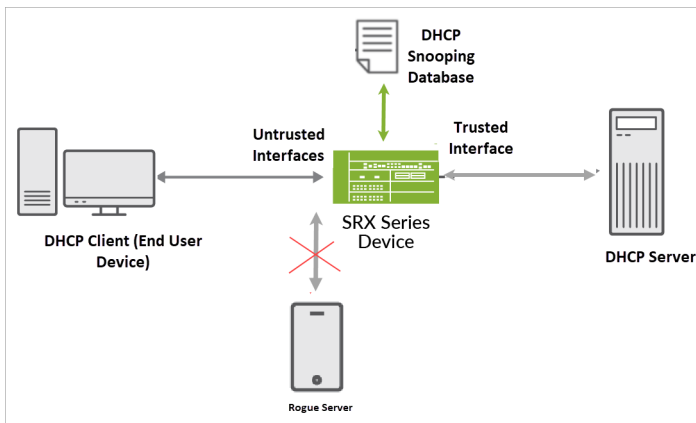 DHCP
Snooping
Database
Untrusted
Interfaces
Trusted
Interface
SRX Series
Device
DHCP Client (End User
Device)
DHCP Server
Rogue Server